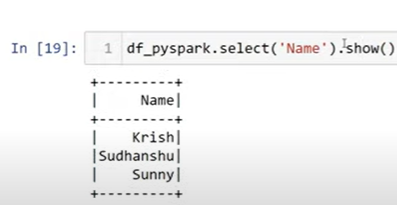 In [19]: 1 df_pyspark.select('Name').show()
+---------+
|     Name|
+---------+
|    Krish|
|Sudhanshu|
|    Sunny|
+---------+